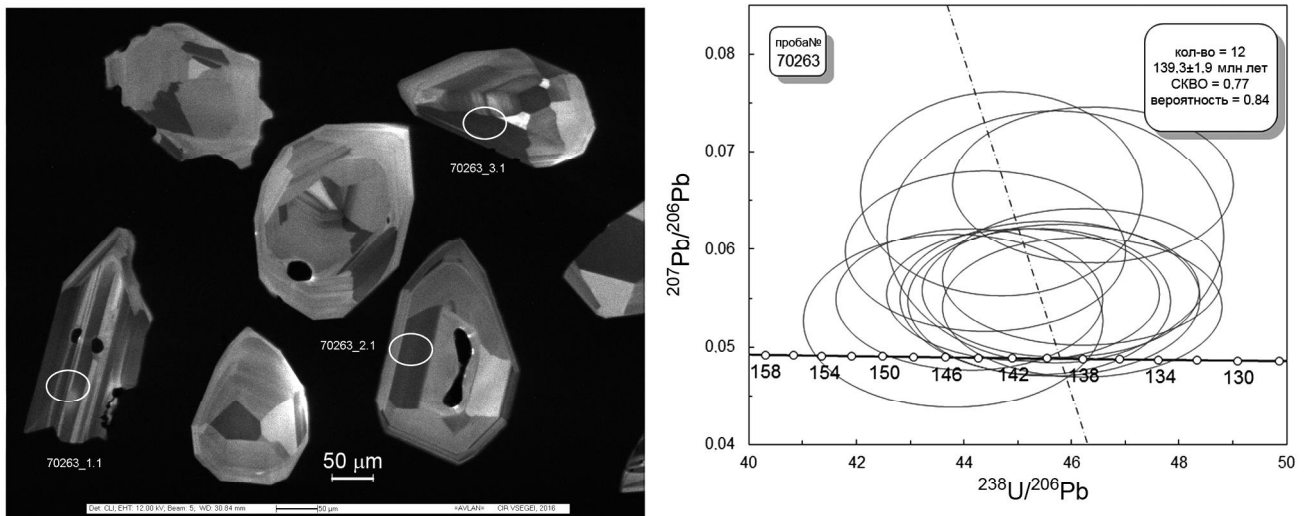 70263_3.1
70263_2.1
70263_1.1
50 μm
Det: CLI; EHT: 12.00 kV; Beam: 5; WD: 30.84 mm
50 μm
=AVLAN=
CIR VSEGEI, 2016
проба№
70263
кол-во = 12
139,3±1,9 млн лет
СКВО = 0,77
вероятность = 0.84
207Pb/206Pb
0.08
0.07
0.06
0.05
0.04
158
154
150
146
142
138
134
130
40
42
44
46
48
50
238U/206Pb